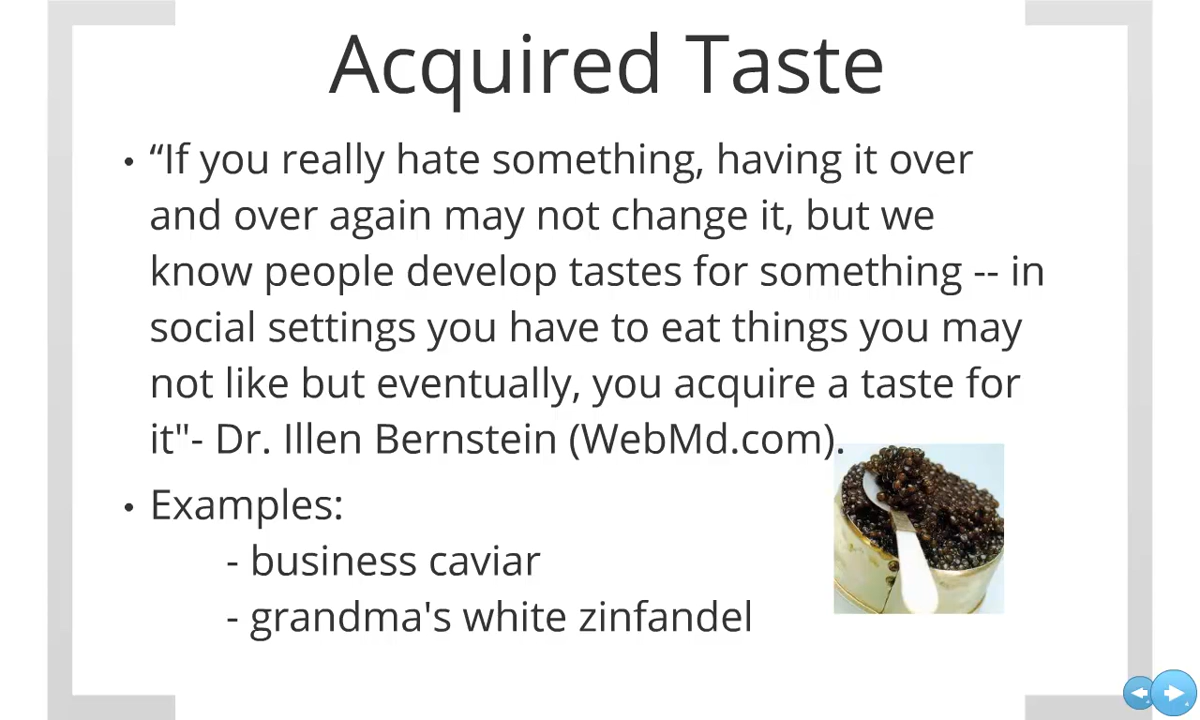 Acquired Taste
• “If you really hate something, having it over
and over again may not change it, but we
know people develop tastes for something -- in
social settings you have to eat things you may
not like but eventually, you acquire a taste for
it"- Dr. Illen Bernstein (WebMd.com).
• Examples:
- business caviar
- grandma's white zinfandel